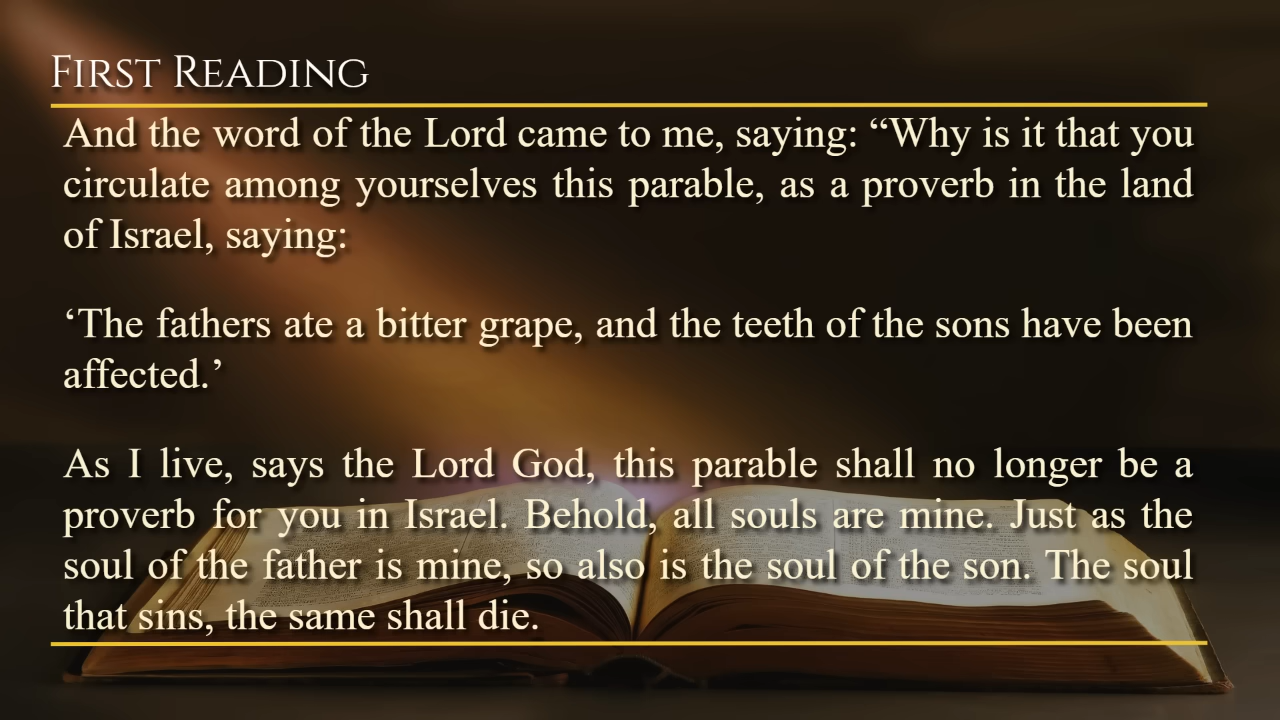 First Reading
And the word of the Lord came to me, saying: “Why is it that you
circulate among yourselves this parable, as a proverb in the land
of Israel, saying:
‘The fathers ate a bitter grape, and the teeth of the sons have been
affected.’
As I live, says the Lord God, this parable shall no longer be a
proverb for you in Israel. Behold, all souls are mine. Just as the
soul of the father is mine, so also is the soul of the son. The soul
that sins, the same shall die.